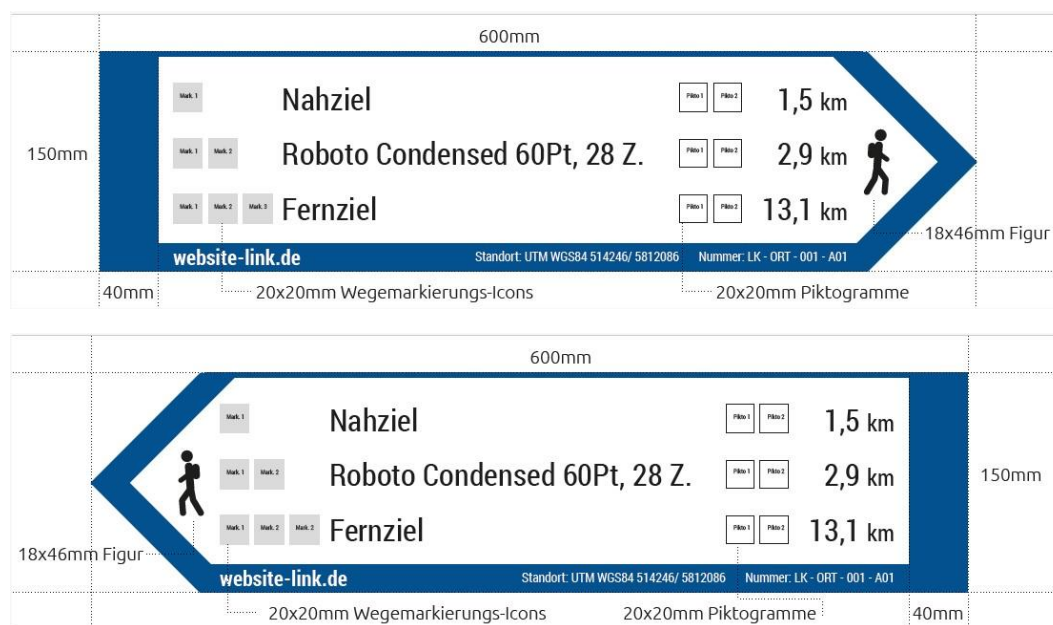 600mm
Mark. 1 Nahziel Pikto 1 Pikto 2 1,5 km
150mm
Mark. 1 Mark. 2 Roboto Condensed 60Pt, 28 Z. Pikto 1 Pikto 2 2,9 km
Mark. 1 Mark. 2 Mark. 3 Fernziel Pikto 1 Pikto 2 13,1 km
18x46mm Figur
website-link.de Standort: UTM WGS84 514246/ 5812086 Nummer: LK - ORT - 001 - A01
40mm 20x20mm Wegemarkierungs-Icons 20x20mm Piktogramme
600mm
Mark. 1 Nahziel Pikto 1 Pikto 2 1,5 km
Mark. 1 Mark. 2 Roboto Condensed 60Pt, 28 Z. Pikto 1 Pikto 2 2,9 km
150mm
Mark. 1 Mark. 2 Mark. 3 Fernziel Pikto 1 Pikto 2 13,1 km
18x46mm Figur
website-link.de Standort: UTM WGS84 514246/ 5812086 Nummer: LK - ORT - 001 - A01
20x20mm Wegemarkierungs-Icons 20x20mm Piktogramme 40mm